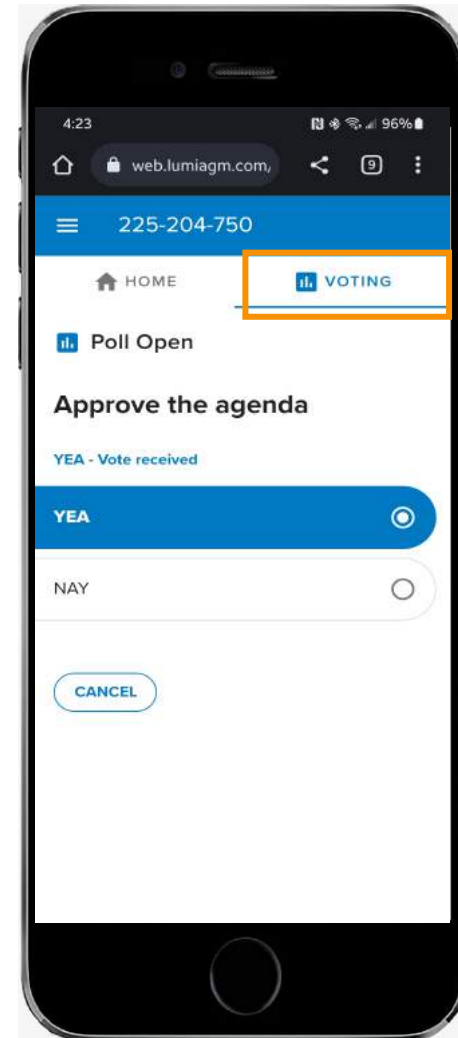 4:23 96%
web.lumiagm.com, 9
225-204-750
HOME VOTING
Poll Open
Approve the agenda
YEA - Vote received
YEA
NAY
CANCEL